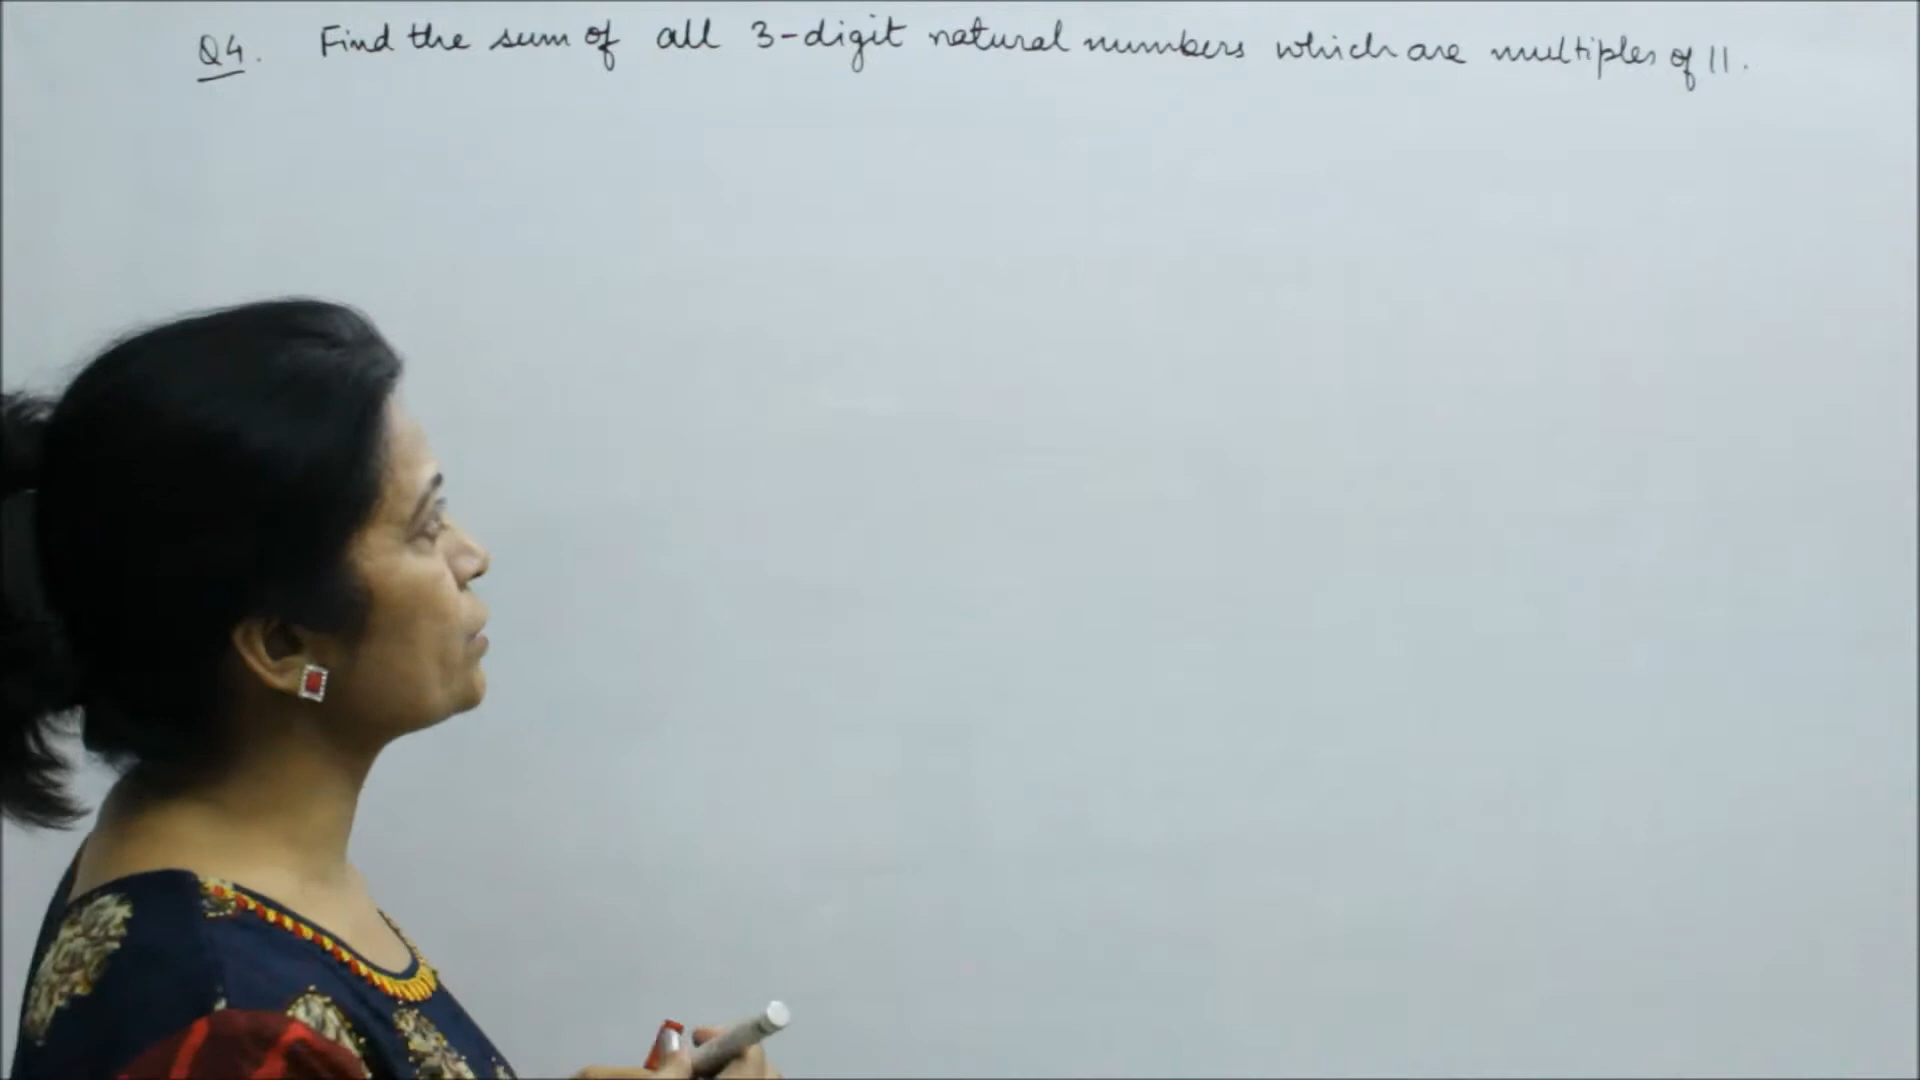 Q4. Find the sum of all 3-digit natural numbers which are multiples of 11.